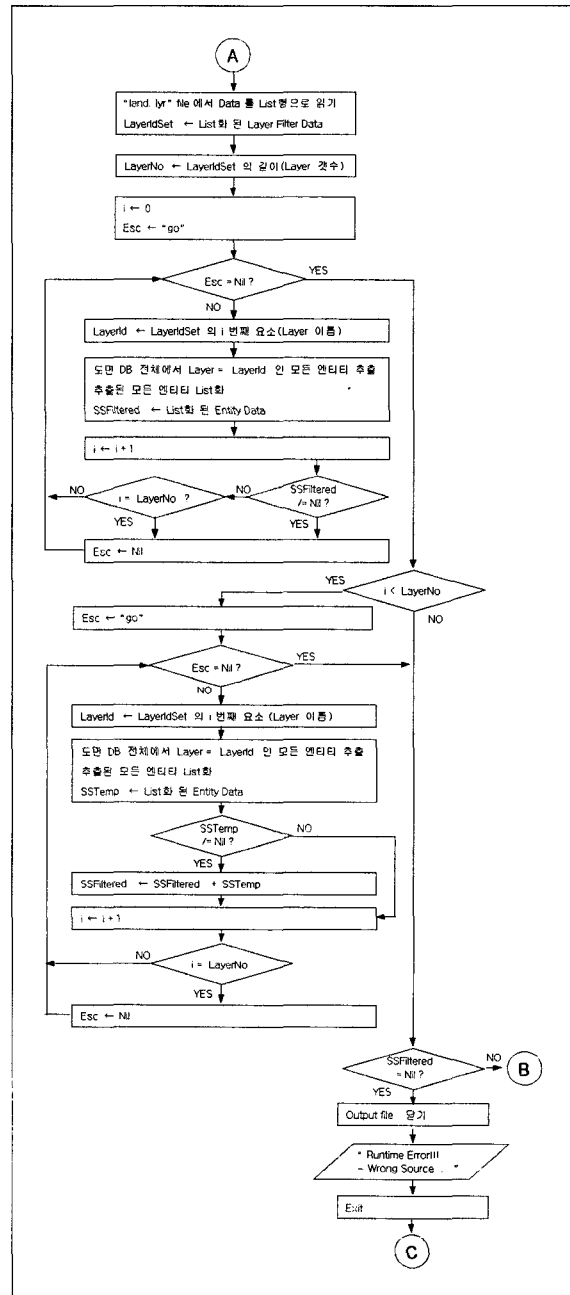 A
"land. lyr" file 에서 Data 를 List형으로 읽기
LayerIdSet ← List화 된 Layer Filter Data
LayerNo ← LayerIdSet 의 길이(Layer 갯수)
i ← 0
Esc ← "go"
Esc = Nil ?
YES
NO
LayerId ← LayerIdSet 의 i 번째 요소(Layer 이름)
도면 DB 전체에서 Layer = LayerId 인 모든 엔티티 추출
추출된 모든 엔티티 List화
SSFiltered ← List화 된 Entity Data
i ← i + 1
NO
i = LayerNo ?
NO
SSFiltered
/= Nil ?
YES
YES
Esc ← Nil
YES
i < LayerNo
NO
Esc ← "go"
Esc = Nil ?
YES
NO
LayerId ← LayerIdSet 의 i 번째 요소 (Layer 이름)
도면 DB 전체에서 Layer = LayerId 인 모든 엔티티 추출
추출된 모든 엔티티 List화
SSTemp ← List화 된 Entity Data
SSTemp
/= Nil ?
NO
YES
SSFiltered ← SSFiltered + SSTemp
i ← i + 1
NO
i = LayerNo
YES
Esc ← Nil
SSFiltered
= Nil ?
NO
B
YES
Output file 닫기
" Runtime Error!!!
- Wrong Source . "
Exit
C